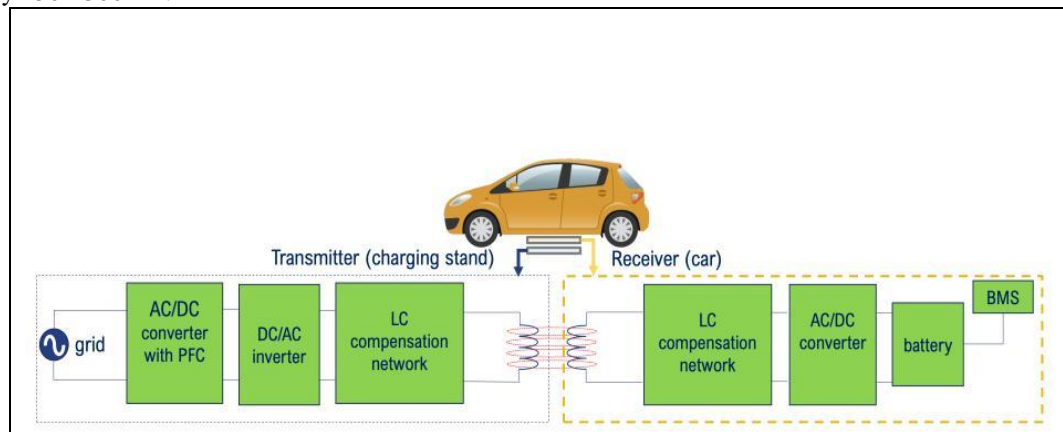 Transmitter (charging stand)
Receiver (car)
grid
AC/DC
converter
with PFC
DC/AC
inverter
LC
compensation
network
LC
compensation
network
AC/DC
converter
battery
BMS